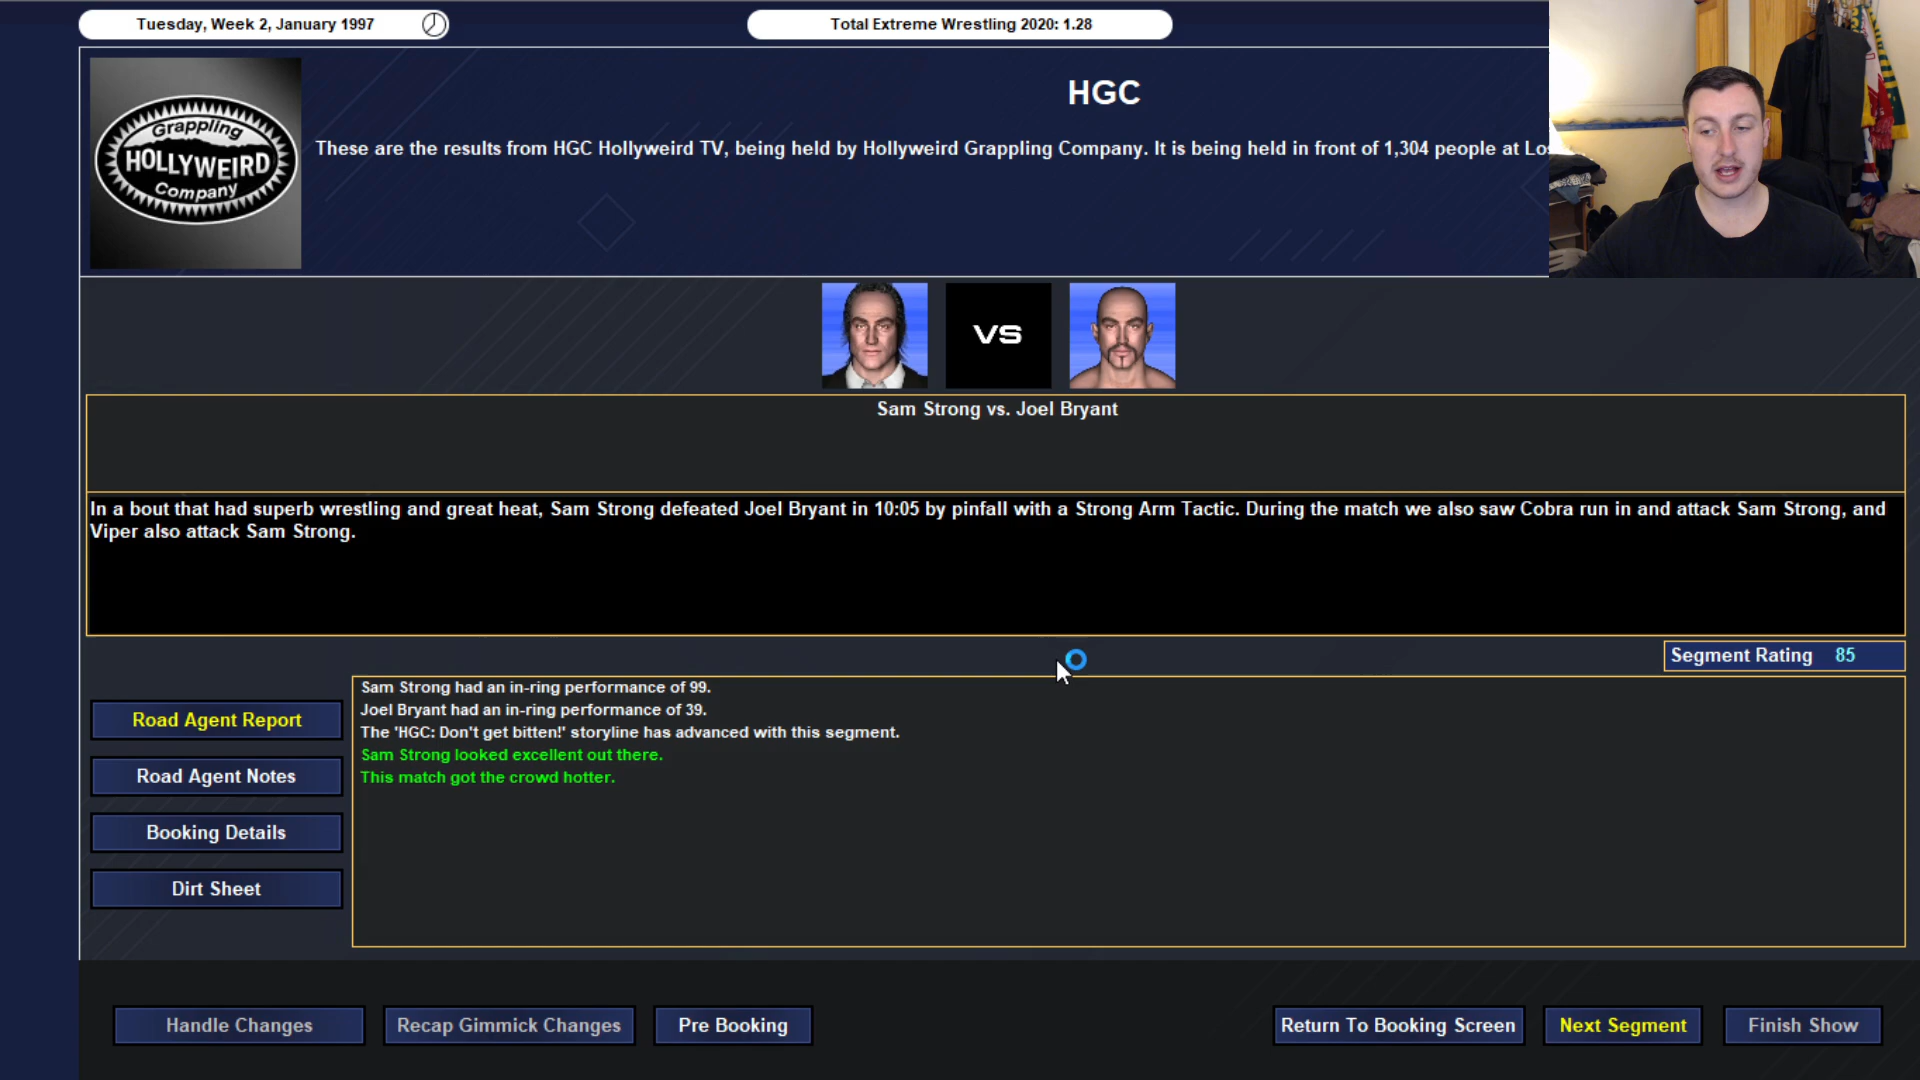 Tuesday, Week 2, January 1997
Total Extreme Wrestling 2020: 1.28
Grappling
HOLLYWEIRD
Company
HGC
These are the results from HGC Hollyweird TV, being held by Hollyweird Grappling Company. It is being held in front of 1,304 people at Los
VS
Sam Strong vs. Joel Bryant
In a bout that had superb wrestling and great heat, Sam Strong defeated Joel Bryant in 10:05 by pinfall with a Strong Arm Tactic. During the match we also saw Cobra run in and attack Sam Strong, and
Viper also attack Sam Strong.
Segment Rating 85
Sam Strong had an in-ring performance of 99.
Joel Bryant had an in-ring performance of 39.
The 'HGC: Don't get bitten!' storyline has advanced with this segment.
Sam Strong looked excellent out there.
This match got the crowd hotter.
Road Agent Report
Road Agent Notes
Booking Details
Dirt Sheet
Handle Changes
Recap Gimmick Changes
Pre Booking
Return To Booking Screen
Next Segment
Finish Show